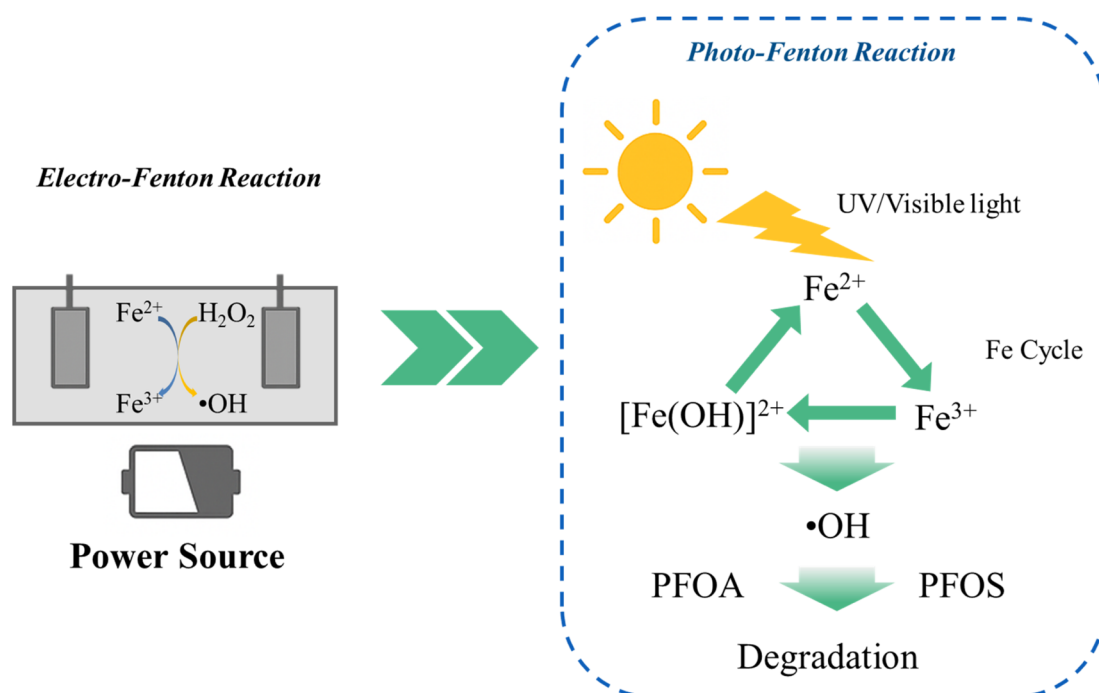 Electro-Fenton Reaction
Fe²⁺ H₂O₂
Fe³⁺ •OH
Power Source
Photo-Fenton Reaction
UV/Visible light
Fe²⁺
Fe Cycle
[Fe(OH)]²⁺ Fe³⁺
•OH
PFOA PFOS
Degradation